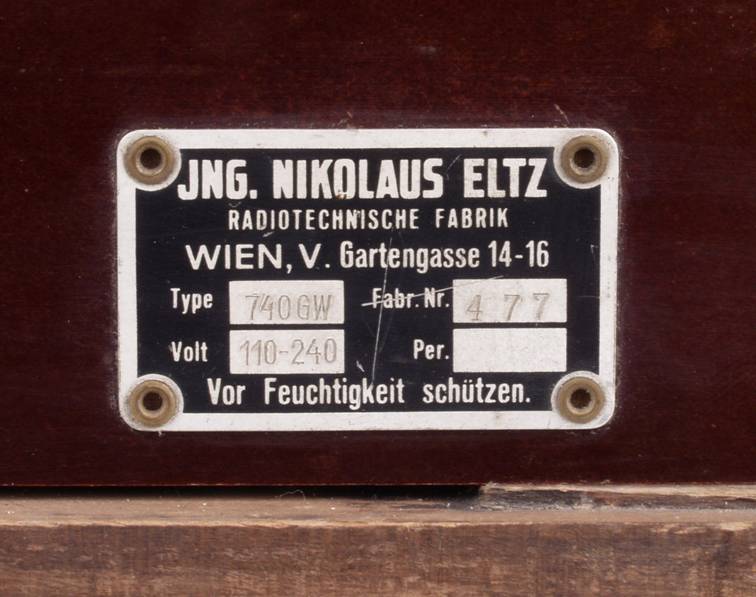 JNG. NIKOLAUS ELTZ
RADIOTECHNISCHE FABRIK
WIEN, V. Gartengasse 14-16
Type 740GW Fabr. Nr. 477
Volt 110-240 Per.
Vor Feuchtigkeit schützen.